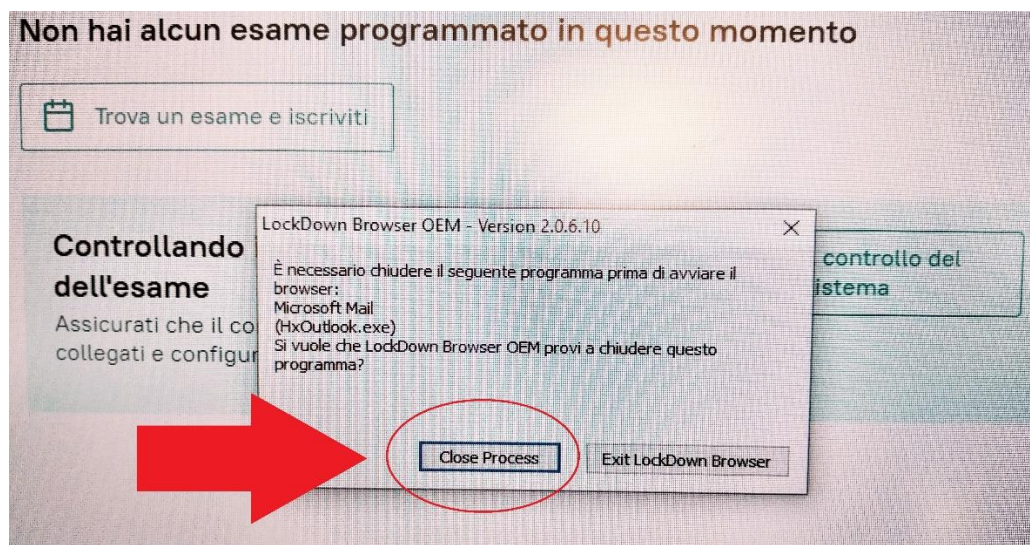 Non hai alcun esame programmato in questo momento
Trova un esame e iscriviti
Controllando
dell'esame
Assicurati che il co
collegati e configur
LockDown Browser OEM - Version 2.0.6.10
È necessario chiudere il seguente programma prima di avviare il
browser:
Microsoft Mail
(HxOutlook.exe)
Si vuole che LockDown Browser OEM provi a chiudere questo
programma?
Close Process
Exit LockDown Browser
controllo del
istema